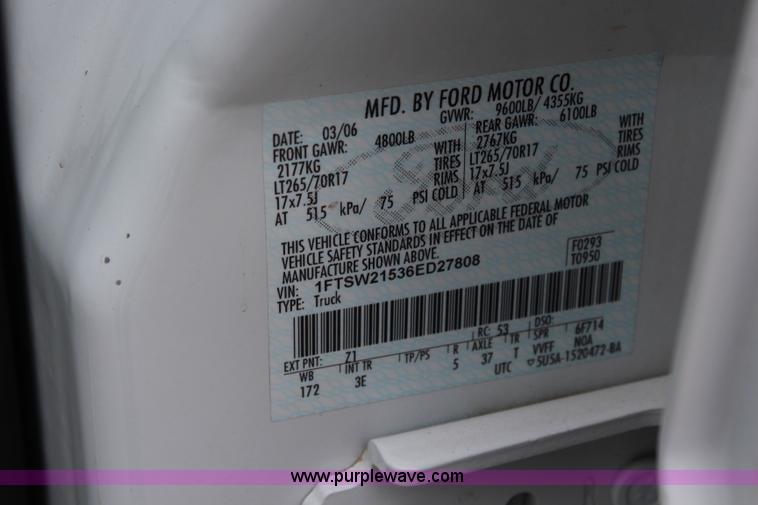 MFD. BY FORD MOTOR CO.
DATE: 03/06 GVWR: 9600LB/ 4355KG
FRONT GAWR: 4800LB REAR GAWR: 6100LB
2177KG WITH 2767KG WITH
LT265/70R17 TIRES LT265/70R17 TIRES
17x7.5J RIMS 17x7.5J RIMS
AT 515 kPa/ 75 PSI COLD AT 515 kPa/ 75 PSI COLD
Ford
THIS VEHICLE CONFORMS TO ALL APPLICABLE FEDERAL MOTOR
VEHICLE SAFETY STANDARDS IN EFFECT ON THE DATE OF
MANUFACTURE SHOWN ABOVE.
VIN: 1FTSW21536ED27808 F0293
TYPE: Truck T0950
EXT PNT: Z1 RC: 53 DSO: 6F714
WB INT TR TP/PS R AXLE TR SPR NOA
172 3E 5 37 T VVFF
UTC 5U5A-1520472-BA
www.purplewave.com